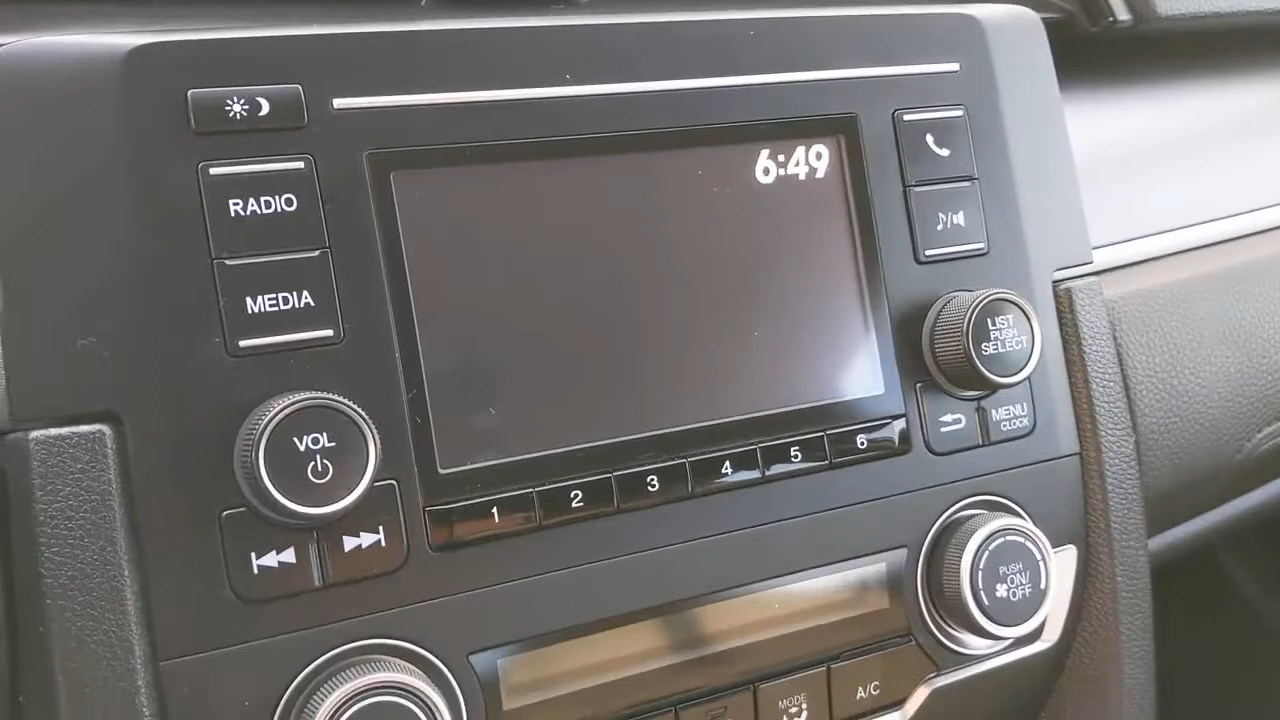 6:49
RADIO
MEDIA
LIST
PUSH
SELECT
MENU
CLOCK
VOL
1 2 3 4 5 6
PUSH
ON/
OFF
MODE
A/C